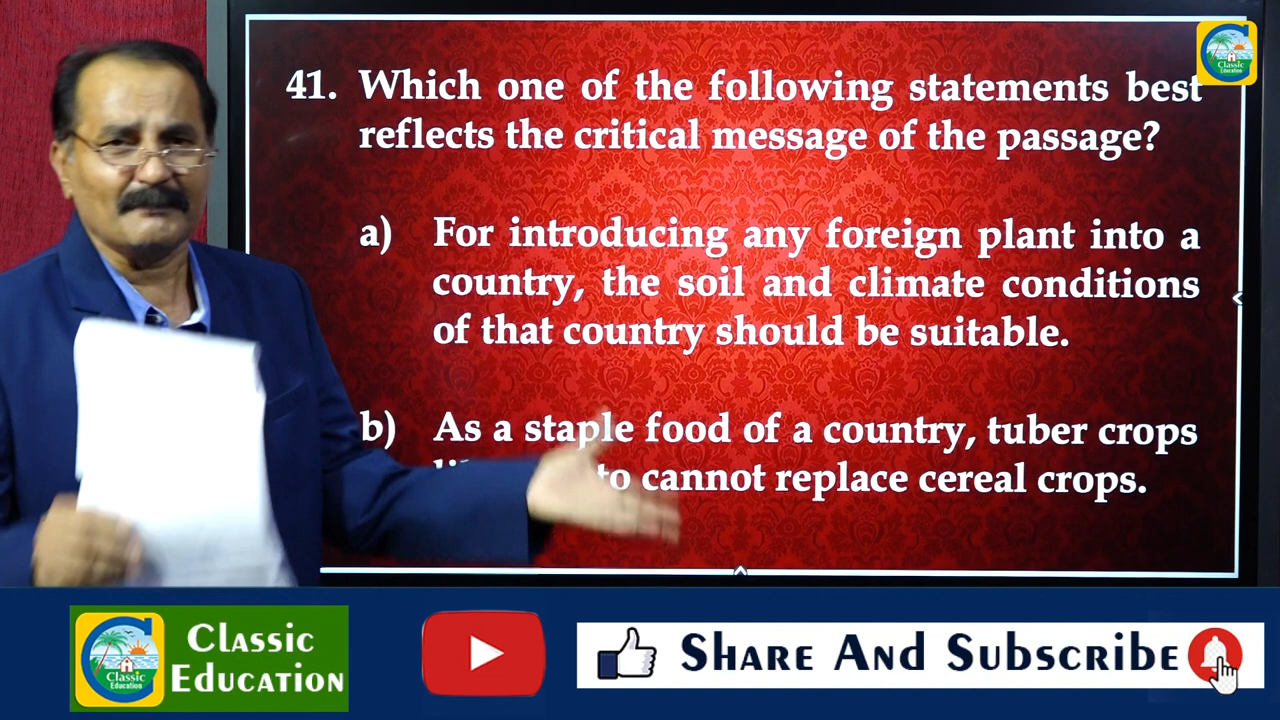 41. Which one of the following statements best
reflects the critical message of the passage?
a) For introducing any foreign plant into a
country, the soil and climate conditions
of that country should be suitable.
b) As a staple food of a country, tuber crops
cannot replace cereal crops.
Classic
Education
Classic
Education
Classic
Education
Share And Subscribe